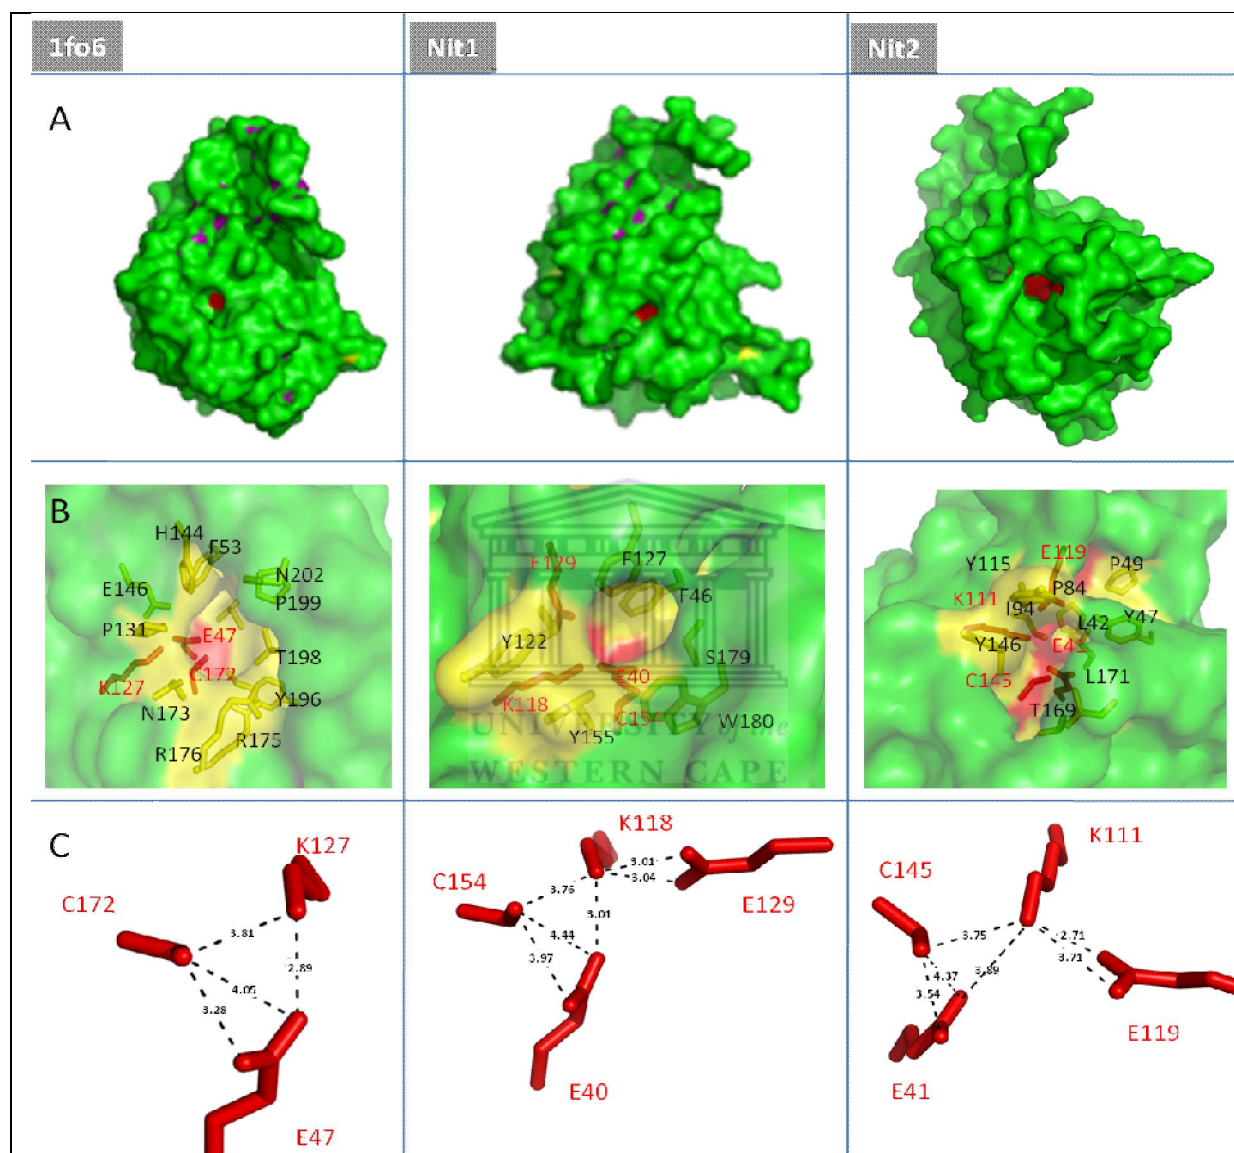 1fo6
Nit1
Nit2
A
B
H144
F53
N202
E146
P199
P131
E47
T198
C172
K127
Y196
N173
R175
R176
E129
F127
F46
Y122
S179
E40
K118
C154
W180
Y155
UNIVERSITY of the
WESTERN CAPE
E119
Y115
P49
P84
K111
I94
L42
Y47
Y146
E41
C145
L171
T169
C
K127
C172
3.81
2.89
4.05
3.28
E47
K118
3.01
C154
3.04
3.76
E129
3.01
4.44
3.97
E40
K111
C145
3.75
2.71
3.71
4.37
3.89
3.54
E119
E41